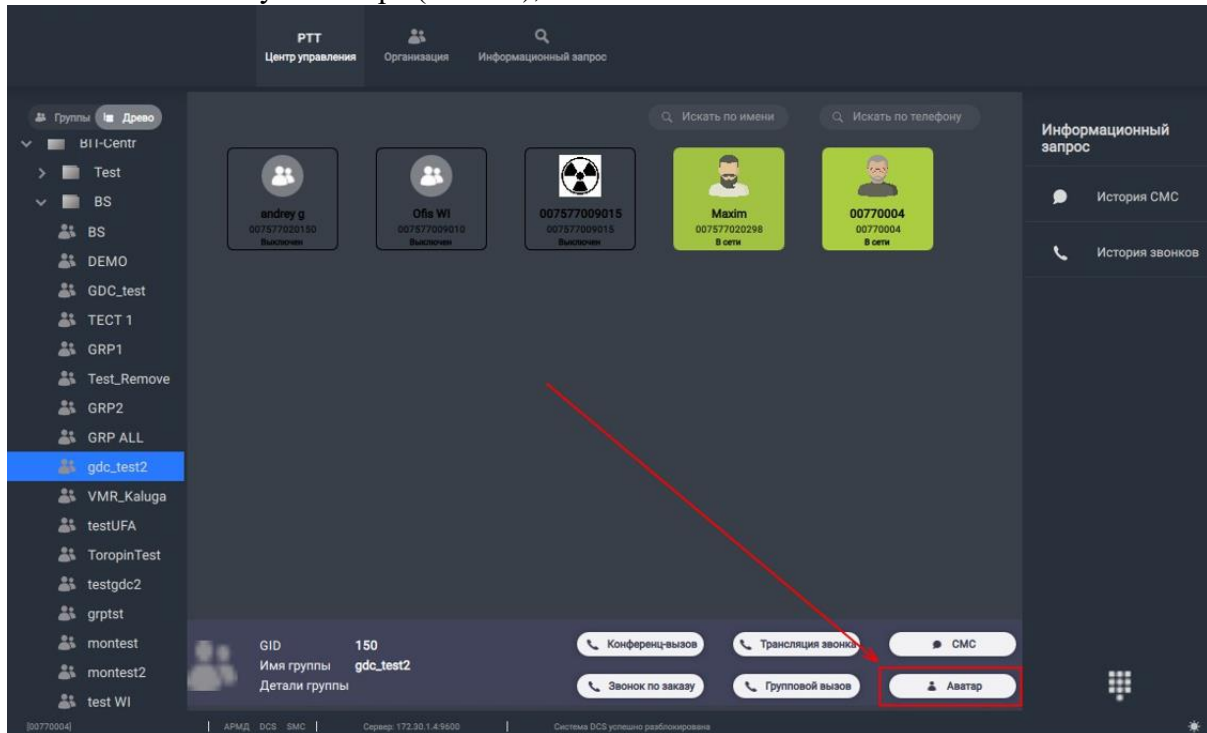 PTT
Центр управления
Организация
Информационный запрос
Группы
Древо
Искать по имени
Искать по телефону
Информационный
запрос
История СМС
История звонков
BTI-Centr
Test
BS
BS
DEMO
GDC_test
ТЕСТ 1
GRP1
Test_Remove
GRP2
GRP ALL
gdc_test2
VMR_Kaluga
testUFA
ToropinTest
testgdc2
grptst
montest
montest2
test WI
andrey g
007577020150
Выключен
Ofis WI
007577009010
Выключен
007577009015
007577009015
Выключен
Maxim
007577020298
В сети
00770004
00770004
В сети
GID 150
Имя группы gdc_test2
Детали группы
Конференц-вызов
Трансляция звонка
СМС
Звонок по заказу
Групповой вызов
Аватар
[00770004]
АРМД DCS SMC
Сервер: 172.30.1.4:9600
Система DCS успешно разблокирована